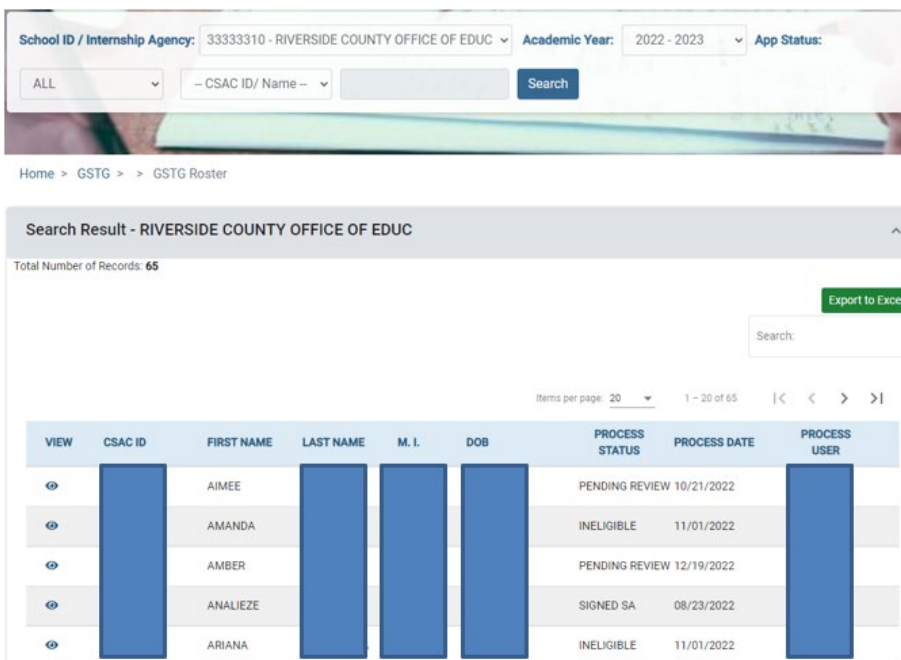 School ID / Internship Agency: 33333310 - RIVERSIDE COUNTY OFFICE OF EDUC Academic Year: 2022 - 2023 App Status:
ALL -- CSAC ID/ Name -- Search
Home > GSTG > > GSTG Roster
Search Result - RIVERSIDE COUNTY OFFICE OF EDUC
Total Number of Records: 65
Export to Exce
Search:
Items per page: 20 1 – 20 of 65
VIEW CSAC ID FIRST NAME LAST NAME M. I. DOB PROCESS STATUS PROCESS DATE PROCESS USER
AIMEE PENDING REVIEW 10/21/2022
AMANDA INELIGIBLE 11/01/2022
AMBER PENDING REVIEW 12/19/2022
ANALIEZE SIGNED SA 08/23/2022
ARIANA INELIGIBLE 11/01/2022